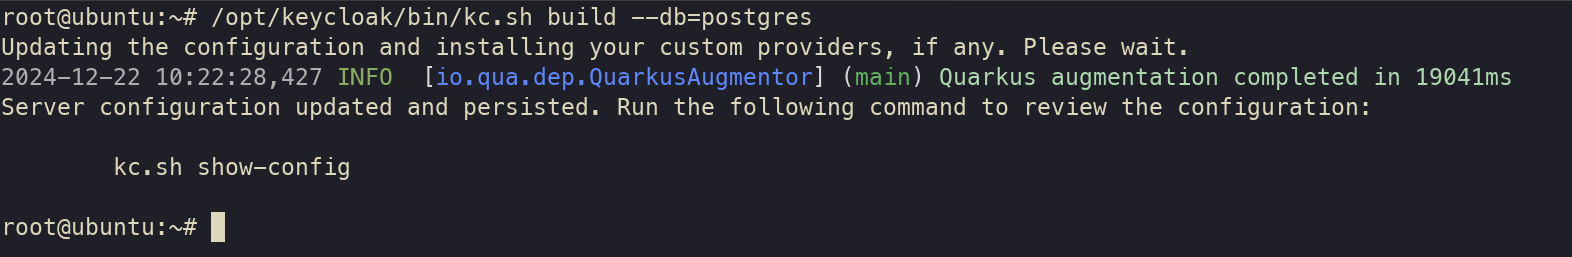 root@ubuntu:~# /opt/keycloak/bin/kc.sh build --db=postgres
Updating the configuration and installing your custom providers, if any. Please wait.
2024-12-22 10:22:28,427 INFO  [io.qua.dep.QuarkusAugmentor] (main) Quarkus augmentation completed in 19041ms
Server configuration updated and persisted. Run the following command to review the configuration:
kc.sh show-config
root@ubuntu:~#